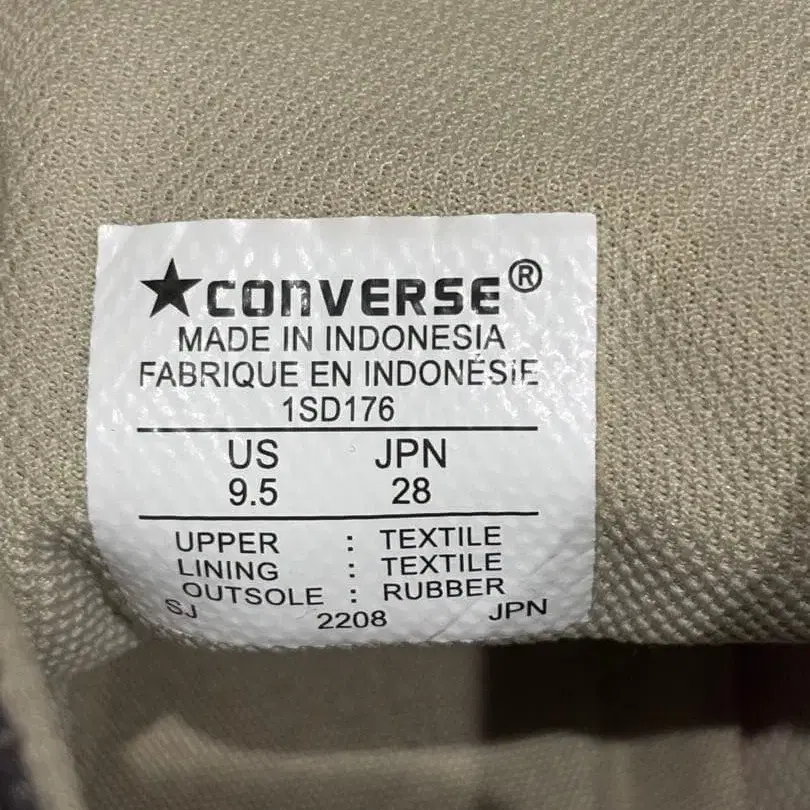 ★CONVERSE®
MADE IN INDONESIA
FABRIQUE EN INDONÉSIE
1SD176
US JPN
9.5 28
UPPER : TEXTILE
LINING : TEXTILE
OUTSOLE : RUBBER
SJ 2208 JPN